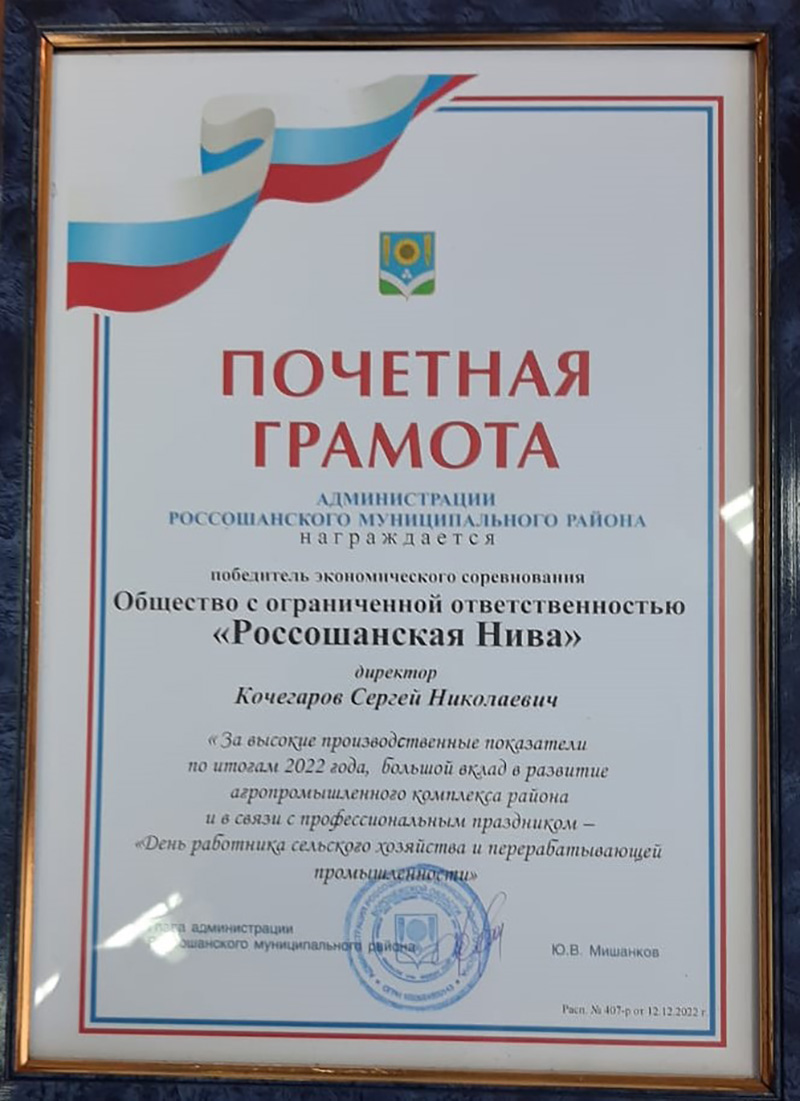 ПОЧЕТНАЯ
ГРАМОТА
АДМИНИСТРАЦИИ
РОССОШАНСКОГО МУНИЦИПАЛЬНОГО РАЙОНА
награждается
победитель экономического соревнования
Общество с ограниченной ответственностью
«Россошанская Нива»
директор
Кочегаров Сергей Николаевич
« За высокие производственные показатели
по итогам 2022 года, большой вклад в развитие
агропромышленного комплекса района
и в связи с профессиональным праздником –
«День работника сельского хозяйства и перерабатывающей
промышленности»
Глава администрации
Россошанского муниципального района
Ю.В. Мишанков
ВОРОНЕЖСКОЙ ОБЛАСТИ
Расп. № 407-р от 12.12.2022 г.